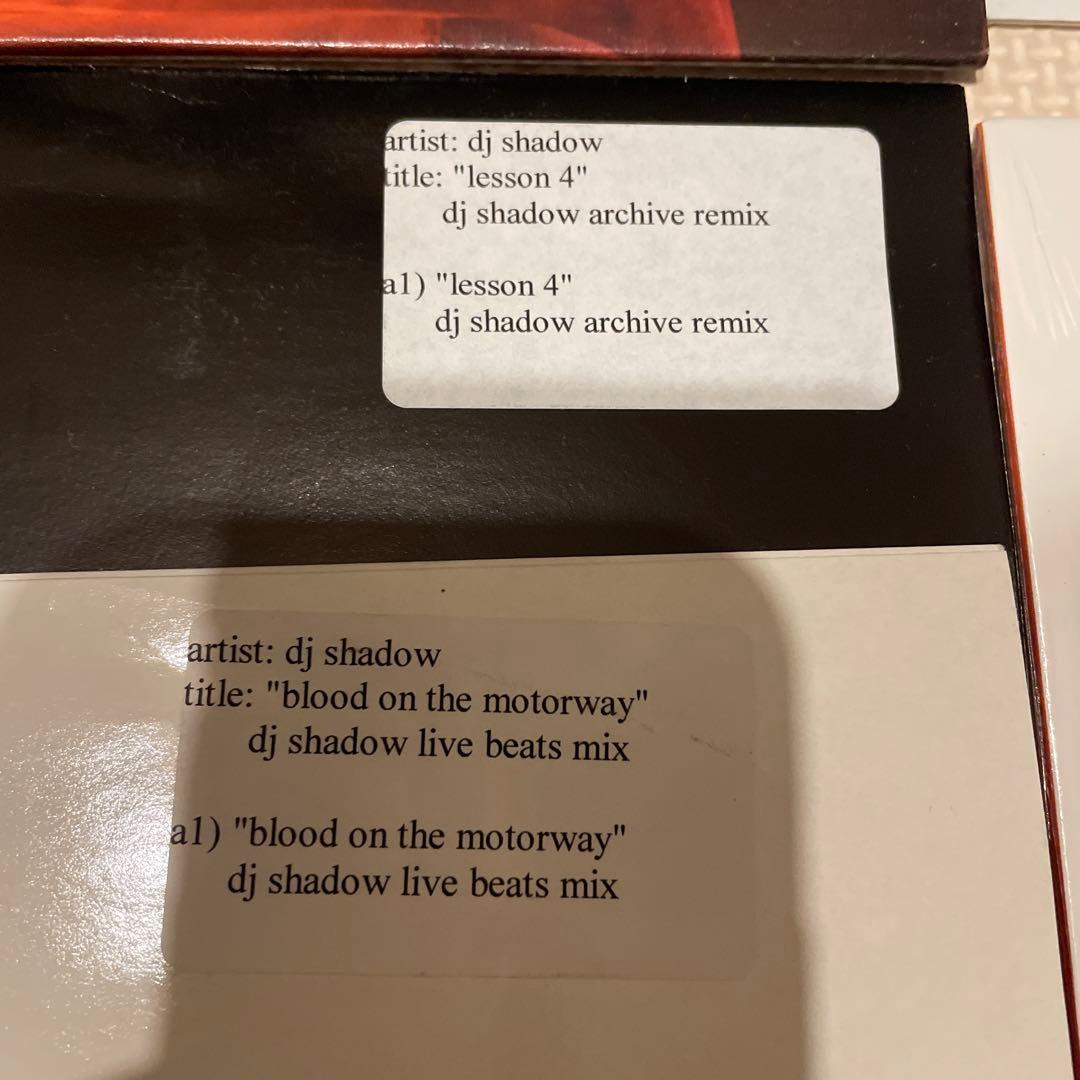 artist: dj shadow
title: "lesson 4"
dj shadow archive remix
a1) "lesson 4"
dj shadow archive remix
artist: dj shadow
title: "blood on the motorway"
dj shadow live beats mix
a1) "blood on the motorway"
dj shadow live beats mix